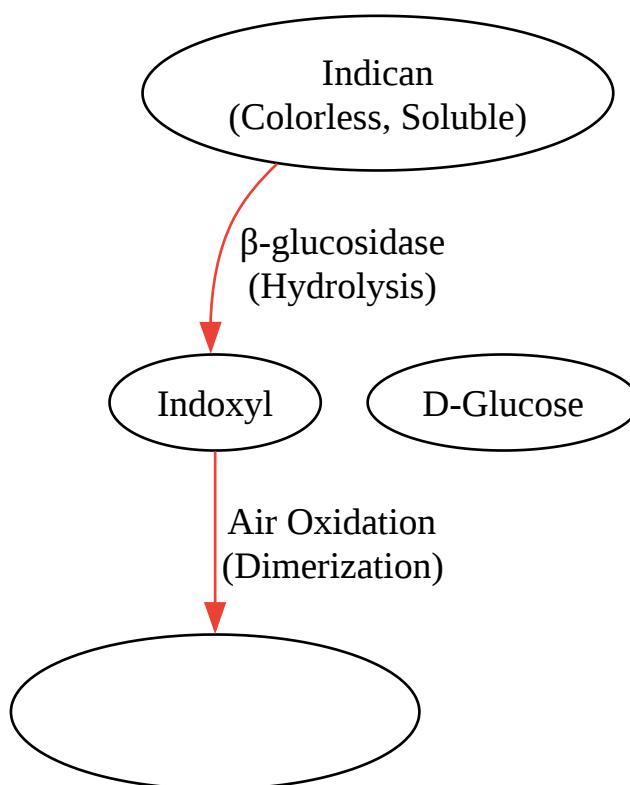 Indican
(Colorless, Soluble)
β-glucosidase
(Hydrolysis)
Indoxyl
D-Glucose
Air Oxidation
(Dimerization)